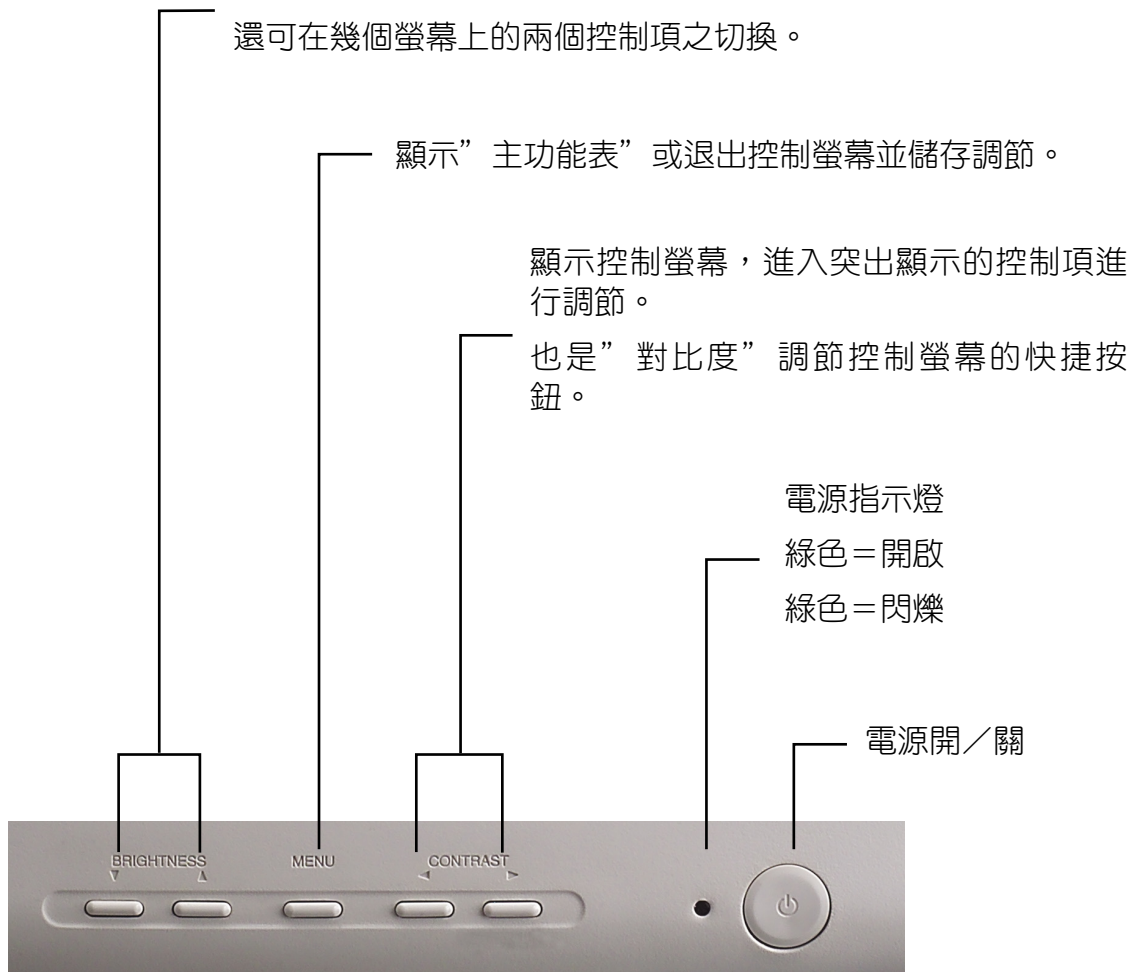 還可在幾個螢幕上的兩個控制項之切換。
顯示”主功能表”或退出控制螢幕並儲存調節。
顯示控制螢幕，進入突出顯示的控制項進
行調節。
也是”對比度”調節控制螢幕的快捷按
鈕。
電源指示燈
綠色＝開啟
綠色＝閃爍
電源開／關
BRIGHTNESS MENU CONTRAST